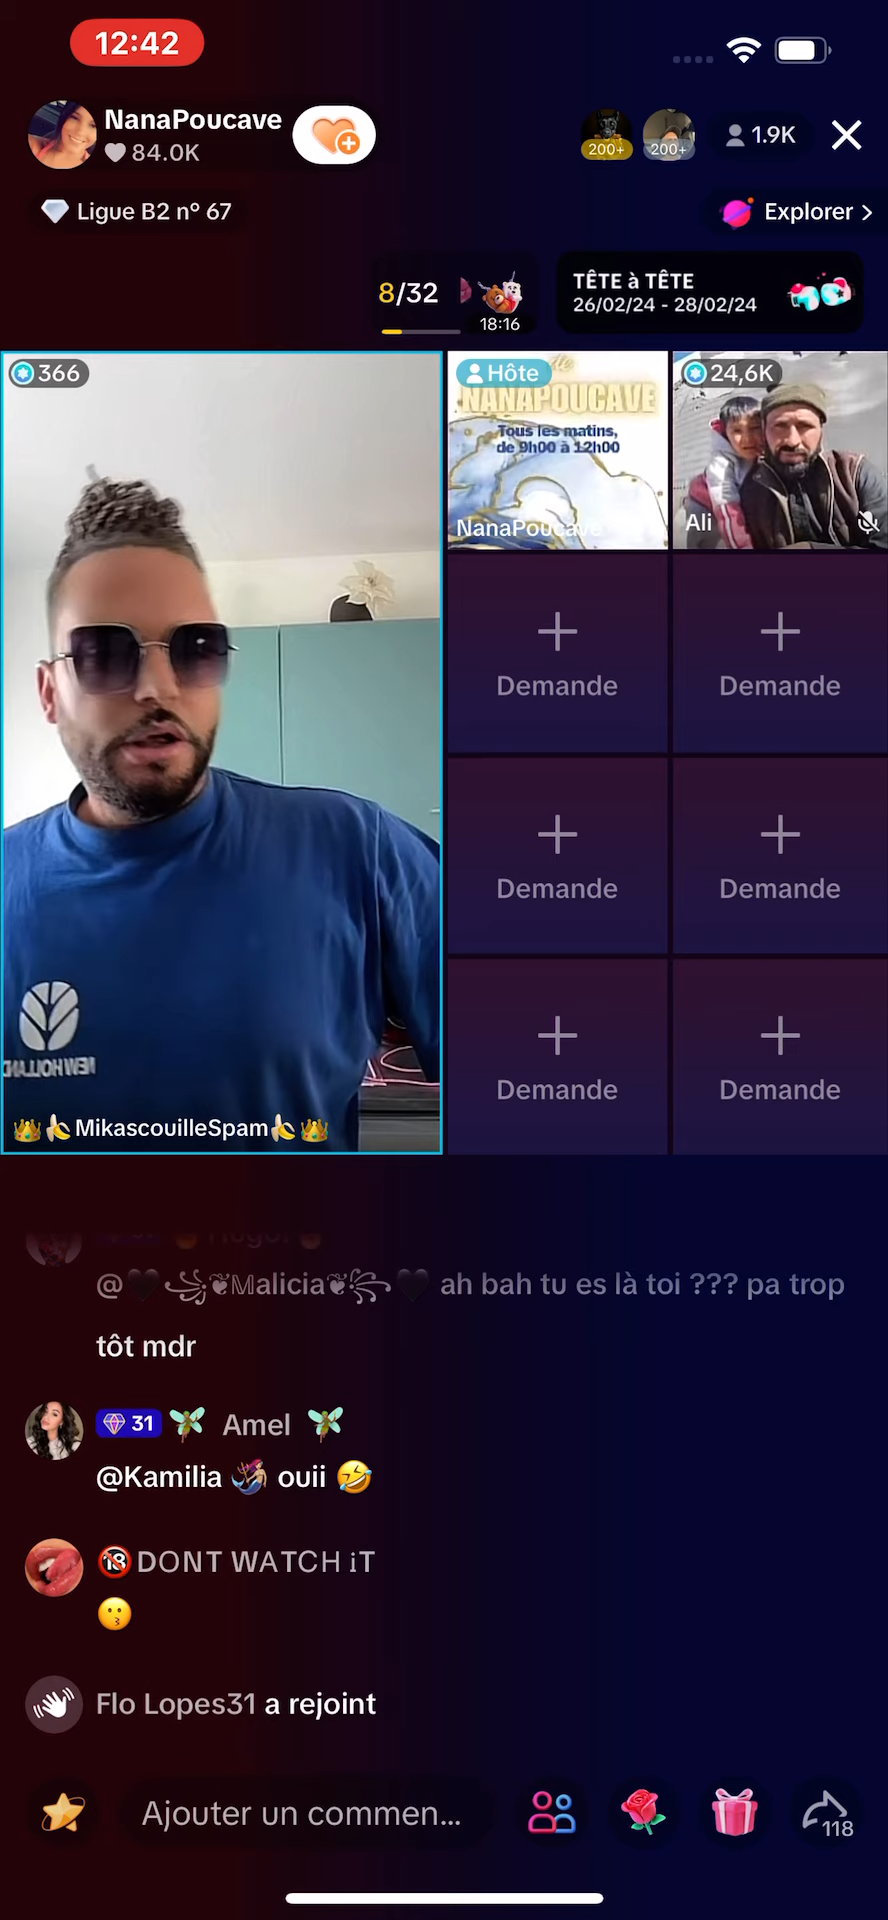 12:42
NanaPoucave
84.0K
200+
200+
1.9K
Ligue B2 nº 67
Explorer >
8/32
18:16
TÊTE à TÊTE
26/02/24 - 28/02/24
366
Hôte
de
NANAPOUCAVE
Tous les matins,
de 9h00 à 12h00
NanaPoucave
24,6K
Ali
Demande
Demande
Demande
Demande
Demande
Demande
NEW HOLLAND
👑🍌MikascouilleSpam🍌👑
@🖤꧁❦𝕄alicia❦꧂🖤 ah bah tu es là toi ??? pa trop
tôt mdr
31 🧚 Amel 🧚
@Kamilia 🧜‍♀️ ouii 🤣
🔞DONT WATCH iT
😗
Flo Lopes31 a rejoint
Ajouter un commen...
118